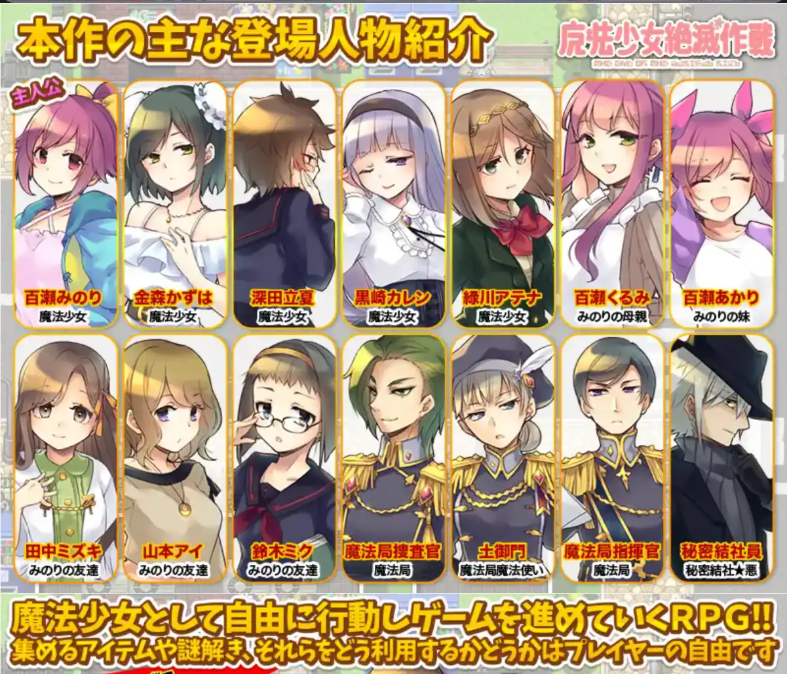 本作の主な登場人物紹介
魔法少女絶滅作戦
主人公
百瀬みのり
魔法少女
金森かずは
魔法少女
深田立夏
魔法少女
黒崎カレン
魔法少女
緑川アテナ
魔法少女
百瀬くるみ
みのりの母親
百瀬あかり
みのりの妹
田中ミズキ
みのりの友達
山本アイ
みのりの友達
鈴木ミク
みのりの友達
魔法局捜査官
魔法局
土御門
魔法局魔法使い
魔法局指揮官
魔法局
秘密結社員
秘密結社★悪
魔法少女として自由に行動しゲームを進めていくRPG!!
集めるアイテムや謎解き、それらをどう利用するかどうかはプレイヤーの自由です